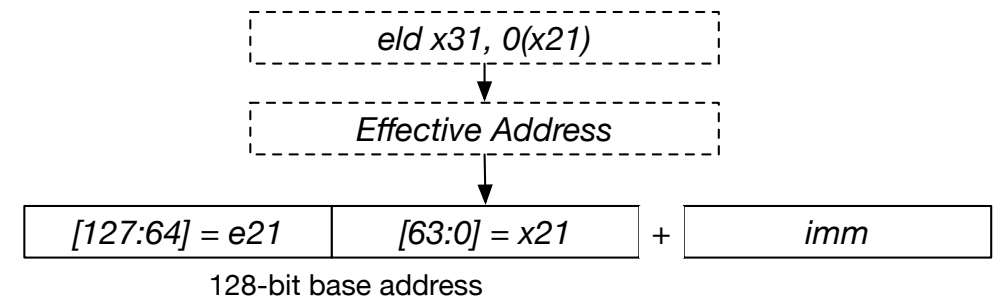 eld x31, 0(x21)
Effective Address
[127:64] = e21 [63:0] = x21 + imm
128-bit base address